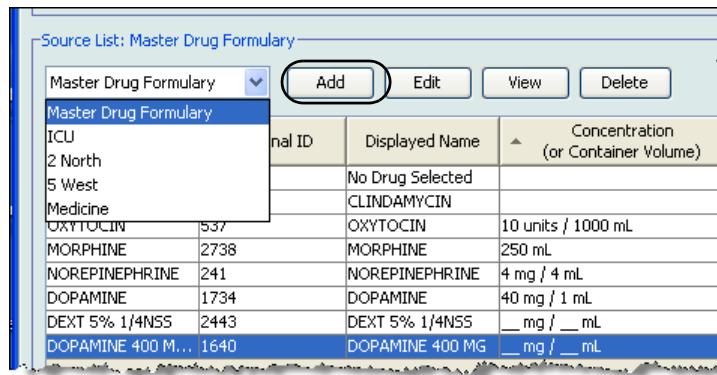 Source List: Master Drug Formulary
Master Drug Formulary Add Edit View Delete
Master Drug Formulary
ICU
2 North
5 West
Medicine
nal ID Displayed Name Concentration
(or Container Volume)
No Drug Selected
CLINDAMYCIN
OXYTOCIN 537 OXYTOCIN 10 units / 1000 mL
MORPHINE 2738 MORPHINE 250 mL
NOREPINEPHRINE 241 NOREPINEPHRINE 4 mg / 4 mL
DOPAMINE 1734 DOPAMINE 40 mg / 1 mL
DEXT 5% 1/4NSS 2443 DEXT 5% 1/4NSS __ mg / __ mL
DOPAMINE 400 M... 1640 DOPAMINE 400 MG __ mg / __ mL